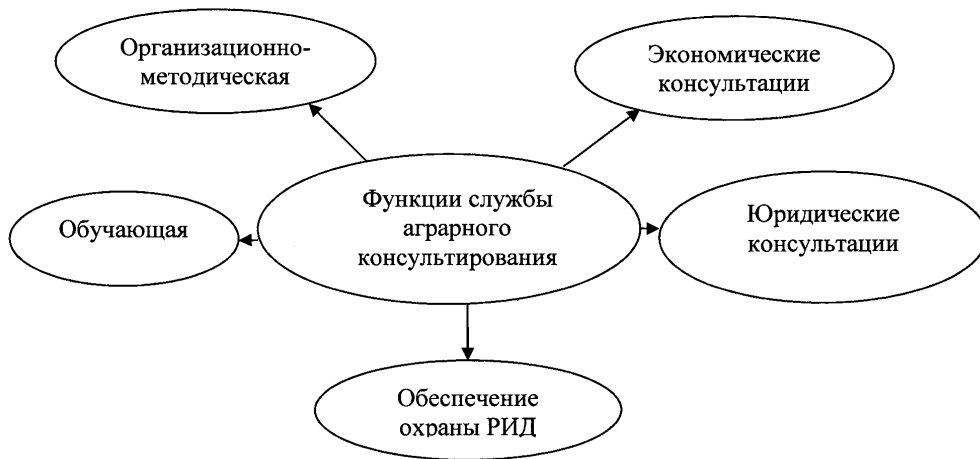 Организационно-
методическая
Экономические
консультации
Функции службы
аграрного
консультирования
Обучающая
Юридические
консультации
Обеспечение
охраны РИД